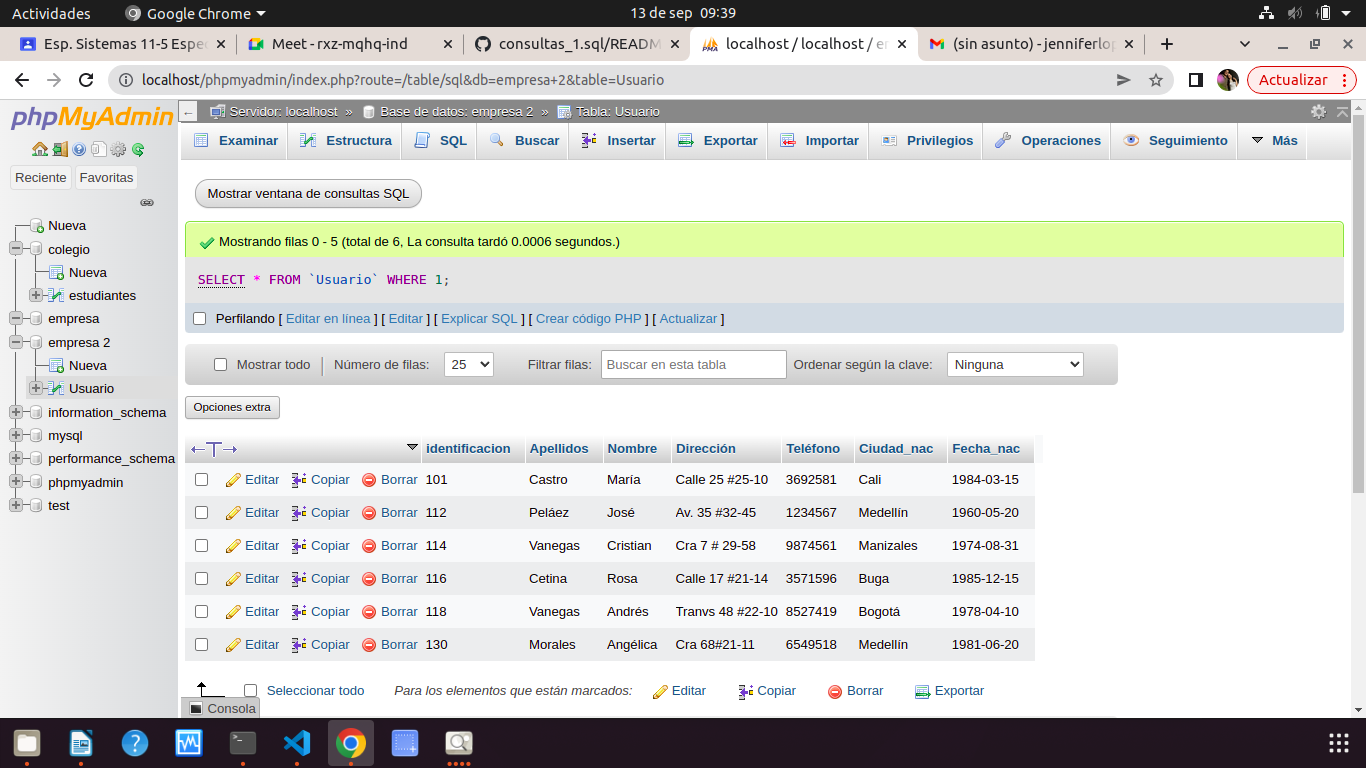 Actividades Google Chrome 13 de sep 09:39
Esp. Sistemas 11-5 Espe Meet - rxz-mqhq-ind consultas_1.sql/READM localhost / localhost / en (sin asunto) - jenniferlop
localhost/phpmyadmin/index.php?route=/table/sql&db=empresa+2&table=Usuario Actualizar
phpMyAdmin
Reciente Favoritas
Nueva
colegio
Nueva
estudiantes
empresa
empresa 2
Nueva
Usuario
information_schema
mysql
performance_schema
phpmyadmin
test
Servidor: localhost » Base de datos: empresa 2 » Tabla: Usuario
Examinar Estructura SQL Buscar Insertar Exportar Importar Privilegios Operaciones Seguimiento Más
Mostrar ventana de consultas SQL
Mostrando filas 0 - 5 (total de 6, La consulta tardó 0.0006 segundos.)
SELECT * FROM `Usuario` WHERE 1;
Perfilando [ Editar en línea ] [ Editar ] [ Explicar SQL ] [ Crear código PHP ] [ Actualizar ]
Mostrar todo Número de filas: 25 Filtrar filas: Buscar en esta tabla Ordenar según la clave: Ninguna
Opciones extra
identificacion Apellidos Nombre Dirección Teléfono Ciudad_nac Fecha_nac
Editar Copiar Borrar 101 Castro María Calle 25 #25-10 3692581 Cali 1984-03-15
Editar Copiar Borrar 112 Peláez José Av. 35 #32-45 1234567 Medellín 1960-05-20
Editar Copiar Borrar 114 Vanegas Cristian Cra 7 # 29-58 9874561 Manizales 1974-08-31
Editar Copiar Borrar 116 Cetina Rosa Calle 17 #21-14 3571596 Buga 1985-12-15
Editar Copiar Borrar 118 Vanegas Andrés Tranvs 48 #22-10 8527419 Bogotá 1978-04-10
Editar Copiar Borrar 130 Morales Angélica Cra 68#21-11 6549518 Medellín 1981-06-20
Seleccionar todo Para los elementos que están marcados: Editar Copiar Borrar Exportar
Consola